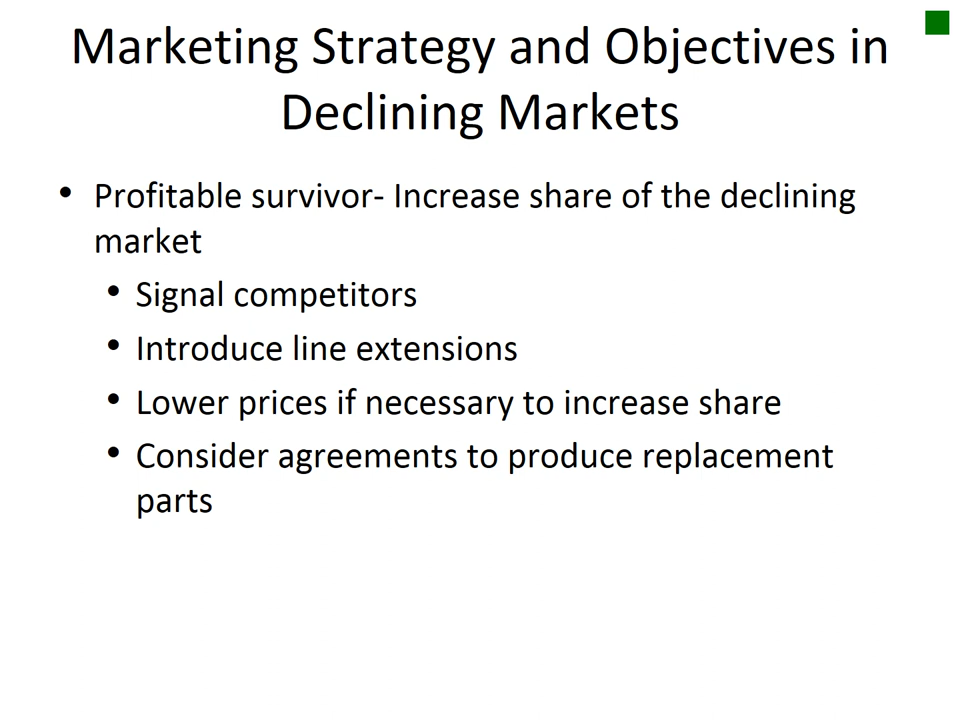 Marketing Strategy and Objectives in
Declining Markets
• Profitable survivor- Increase share of the declining
market
• Signal competitors
• Introduce line extensions
• Lower prices if necessary to increase share
• Consider agreements to produce replacement
parts